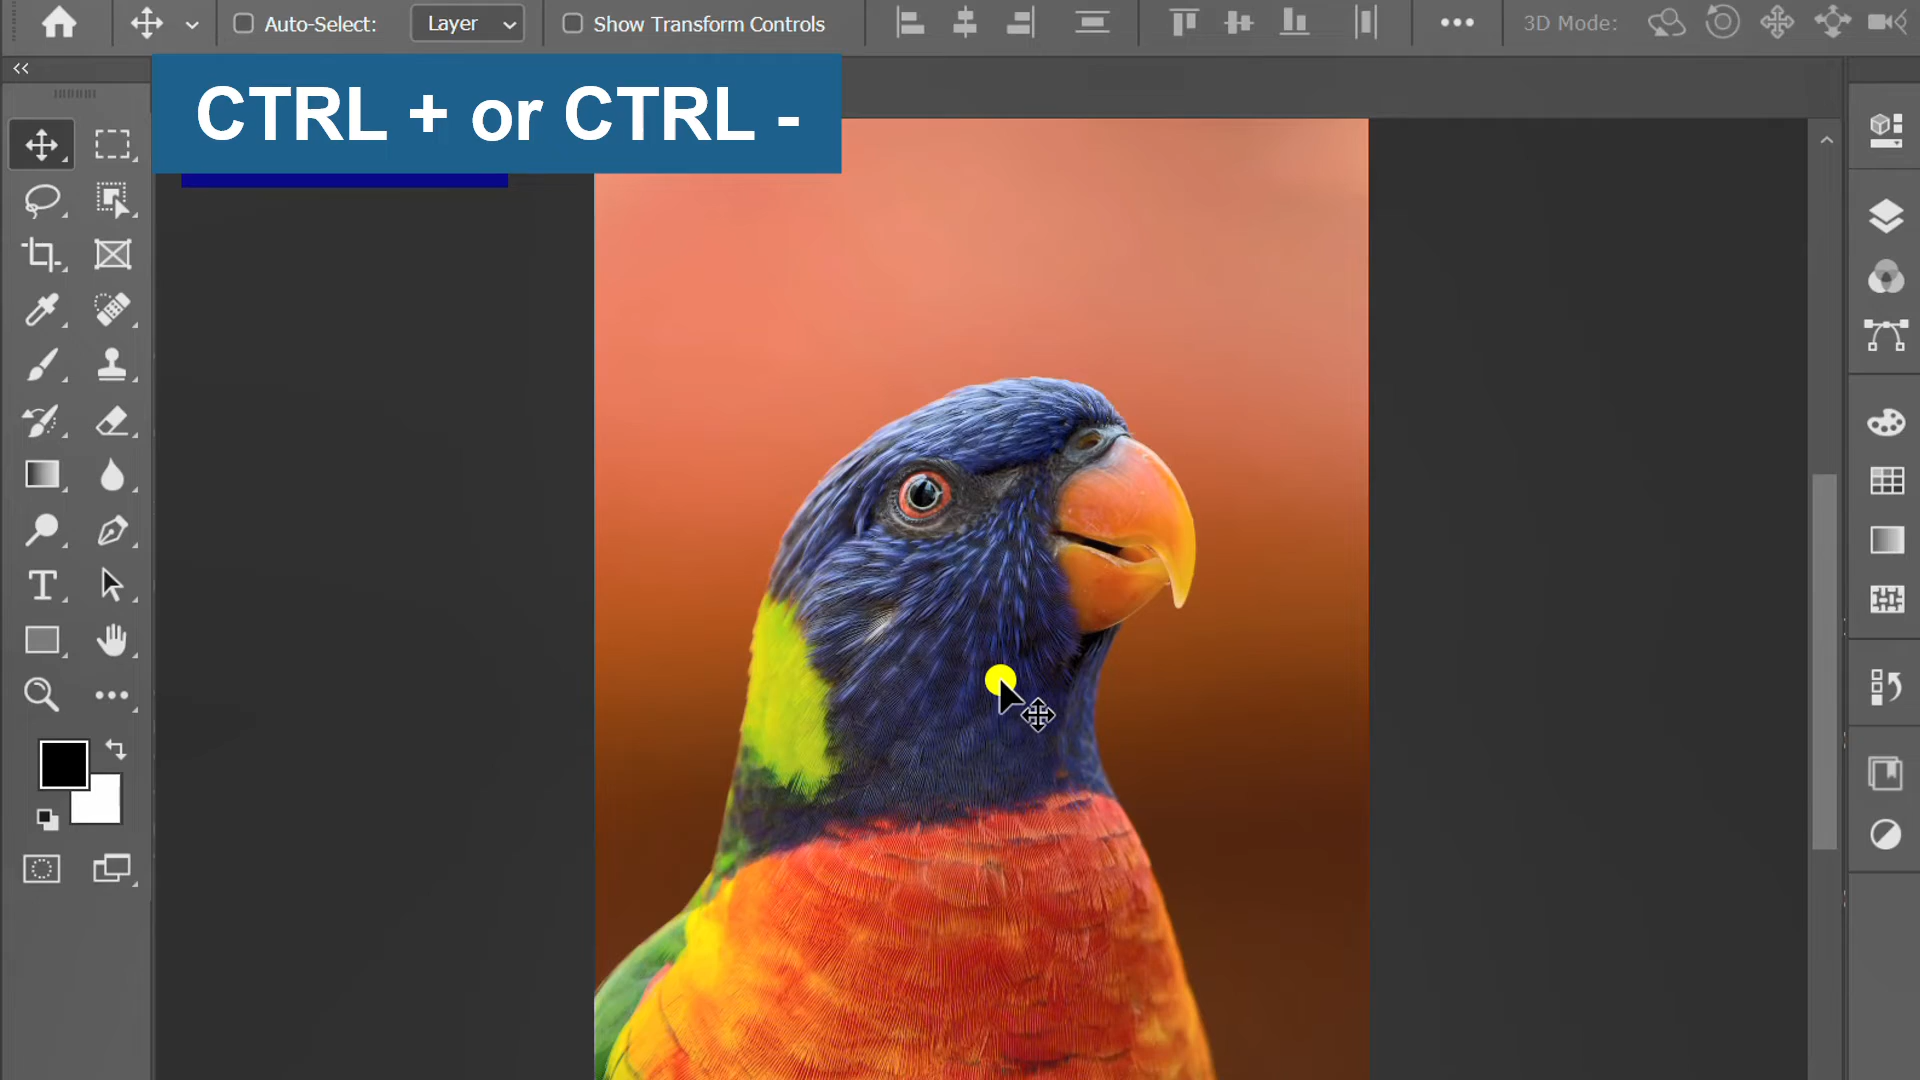 Auto-Select:
Layer
Show Transform Controls
3D Mode:
CTRL + or CTRL -